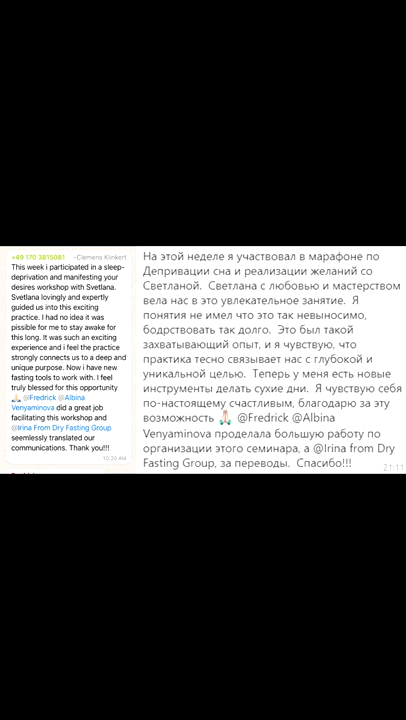 +49 170 3815081 ~Clemens Klinkert
This week i participated in a sleep-
deprivation and manifesting your
desires workshop with Svetlana.
Svetlana lovingly and expertly
guided us into this exciting
practice. I had no idea it was
pissible for me to stay awake for
this long. It was such an exciting
experience and i feel the practice
strongly connects us to a deep and
unique purpose. Now i have new
fasting tools to work with. I feel
truly blessed for this opportunity
🙏🏻 @Fredrick @Albina
Venyaminova did a great job
facilitating this workshop and
@Irina From Dry Fasting Group
seemlessly translated our
communications. Thank you!!!
10:20 AM
На этой неделе я участвовал в марафоне по
Депривации сна и реализации желаний со
Светланой. Светлана с любовью и мастерством
вела нас в это увлекательное занятие. Я
понятия не имел что это так невыносимо,
бодрствовать так долго. Это был такой
захватывающий опыт, и я чувствую, что
практика тесно связывает нас с глубокой и
уникальной целью. Теперь у меня есть новые
инструменты делать сухие дни. Я чувствую себя
по-настоящему счастливым, благодарю за эту
возможность 🙏🏻 @Fredrick @Albina
Venyaminova проделала большую работу по
организации этого семинара, а @Irina from Dry
Fasting Group, за переводы. Спасибо!!!
21:11